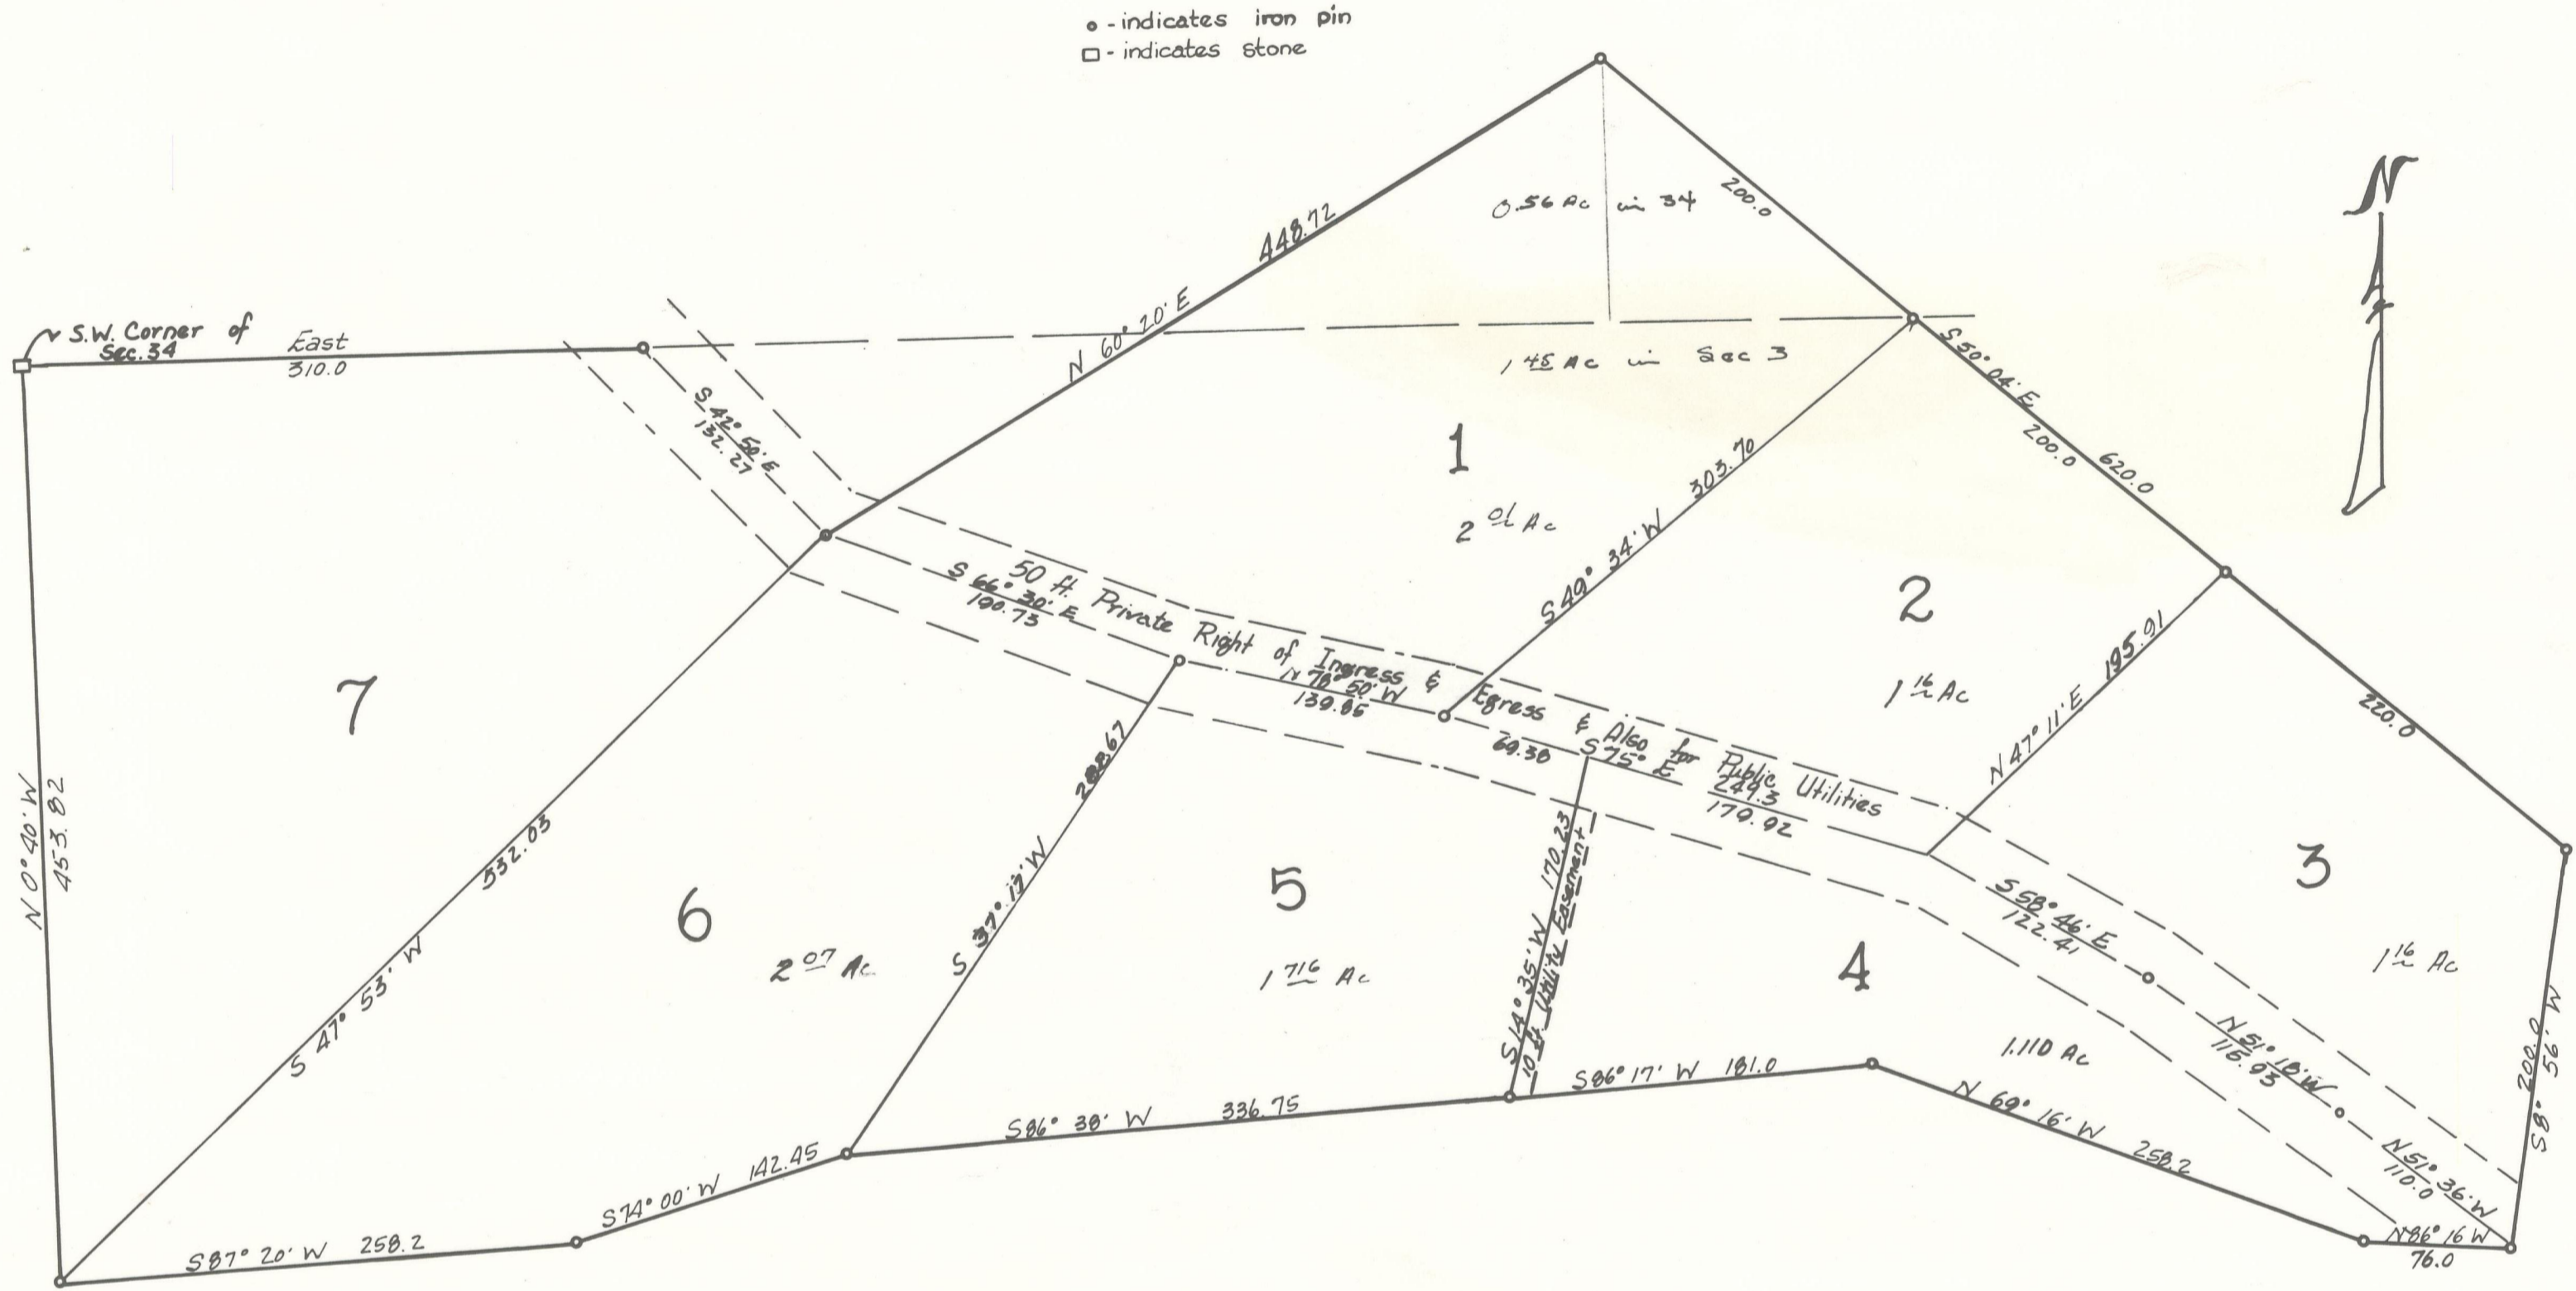 o - indicates iron pin
□ - indicates stone
N
S.W. Corner of
Sec. 34
East
310.0
N 60° 20' E
448.72
0.56 Ac in 34
200.0
1 45 Ac in Sec 3
S 50° 04' E
200.0
620.0
220.0
S 42° 50' E
132.27
1
2 01 Ac
303.70
S 49° 34' W
2
1 16 Ac
N 47° 11' E 195.91
3
1 16 Ac
S 8° 56' W
200.0
50 ft. Private Right of Ingress & Egress & Also for Public Utilities
S 66° 30' E
190.73
N 78° 50' W
139.85
69.38
S 75° E
249.3
179.92
S 58° 46' E
122.41
N 51° 18' W
115.93
N 51° 36' W
110.0
7
N 0° 40' W
453.82
532.03
S 47° 53' W
6
2 07 Ac
288.67
S 37° 17' W
5
1 716 Ac
S 14° 35' W 170.23
10 ft. Utility Easement
4
1.110 Ac
S 87° 20' W 258.2
S 74° 00' W 142.45
S 86° 38' W 336.75
S 86° 17' W 181.0
N 69° 16' W 258.2
N 86° 16 W
76.0